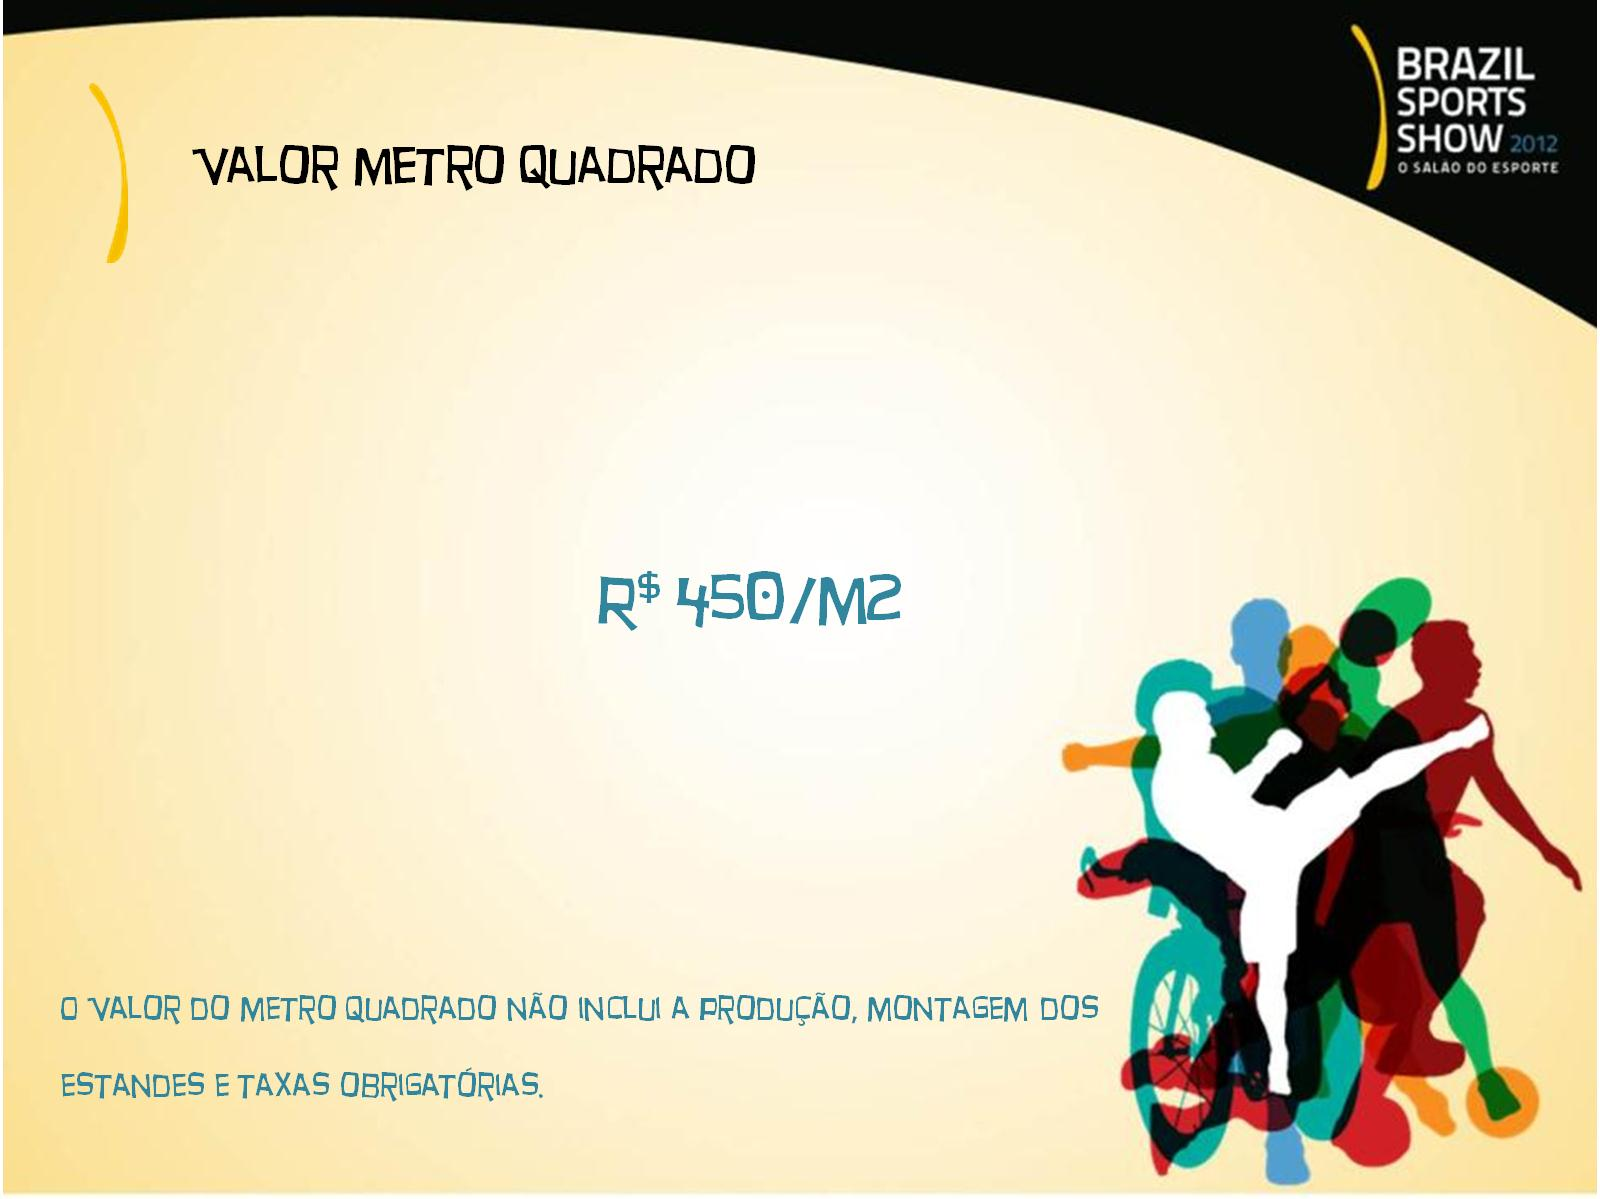 BRAZIL
SPORTS
SHOW 2012
O SALÃO DO ESPORTE
VALOR METRO QUADRADO
R$ 450/M2
O VALOR DO METRO QUADRADO NÃO INCLUI A PRODUÇÃO, MONTAGEM DOS
ESTANDES E TAXAS OBRIGATÓRIAS.